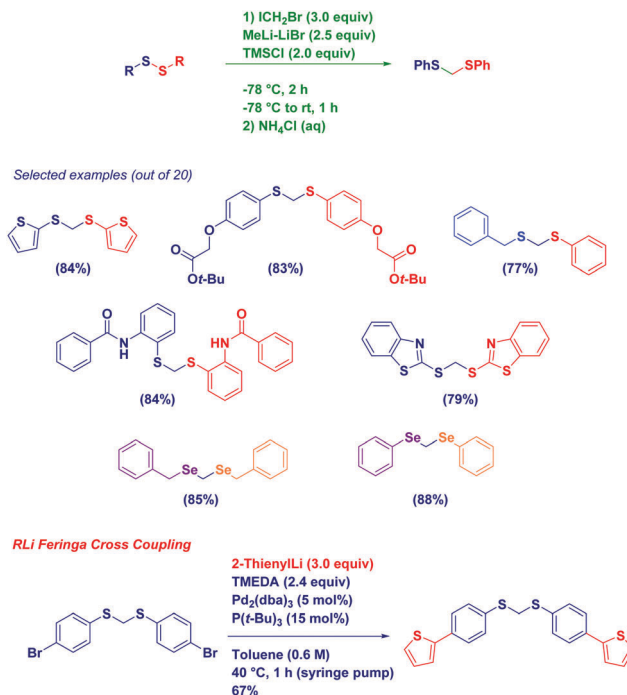 1) ICH2Br (3.0 equiv)
MeLi-LiBr (2.5 equiv)
TMSCl (2.0 equiv)
R S S R
PhS SPh
-78 °C, 2 h
-78 °C to rt, 1 h
2) NH4Cl (aq)
Selected examples (out of 20)
S S S S
(84%)
S S
O O
O O
Ot-Bu Ot-Bu
(83%)
S S
(77%)
O O
N H NH
S S
(84%)
N N
S S S S
(79%)
Se Se
(85%)
Se Se
(88%)
RLi Feringa Cross Coupling
2-ThienylLi (3.0 equiv)
TMEDA (2.4 equiv)
Pd2(dba)3 (5 mol%)
P(t-Bu)3 (15 mol%)
S S
Br Br
Toluene (0.6 M)
40 °C, 1 h (syringe pump)
67%
S S
S S